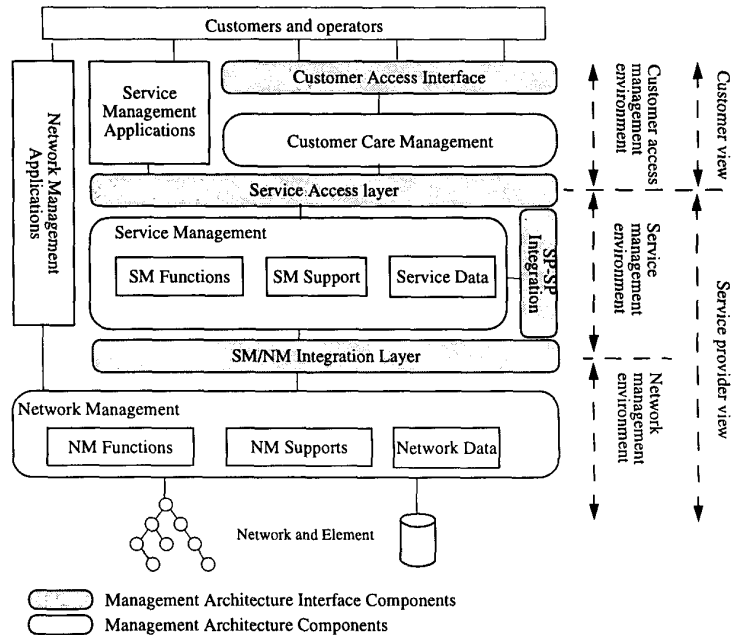 Customers and operators
Network Management
Applications
Service
Management
Applications
Customer Access Interface
Customer Care Management
Service Access layer
Service Management
SM Functions
SM Support
Service Data
SP-SP
Integration
SM/NM Integration Layer
Network Management
NM Functions
NM Supports
Network Data
Network and Element
Customer access
management
environment
Customer view
Service
management
environment
Network
management
environment
Service provider view
Management Architecture Interface Components
Management Architecture Components